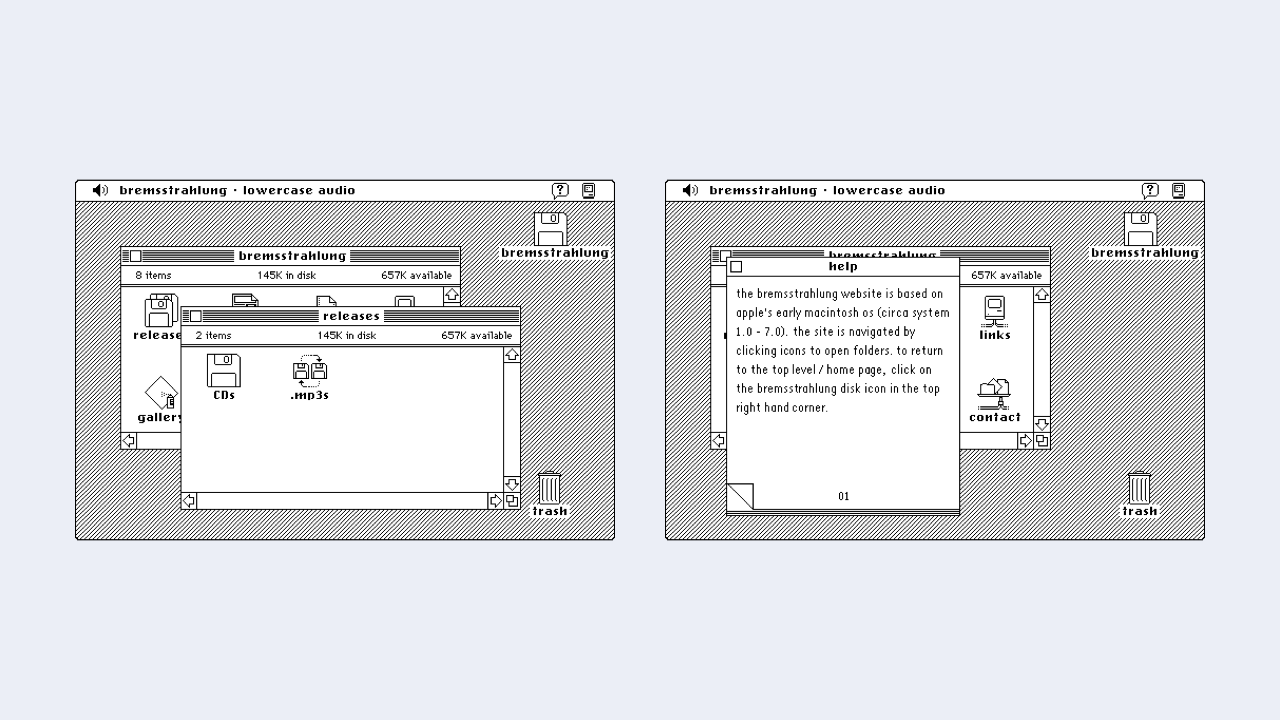 bremsstrahlung · lowercase audio
bremsstrahlung
bremsstrahlung
8 items 145K in disk 657K available
releases
2 items 145K in disk 657K available
CDs .mp3s
gallery
trash
bremsstrahlung · lowercase audio
bremsstrahlung
bremsstrahlung
657K available
help
the bremsstrahlung website is based on
apple's early macintosh os (circa system
1.0 - 7.0). the site is navigated by
clicking icons to open folders. to return
to the top level / home page, click on
the bremsstrahlung disk icon in the top
right hand corner.
01
links
contact
trash